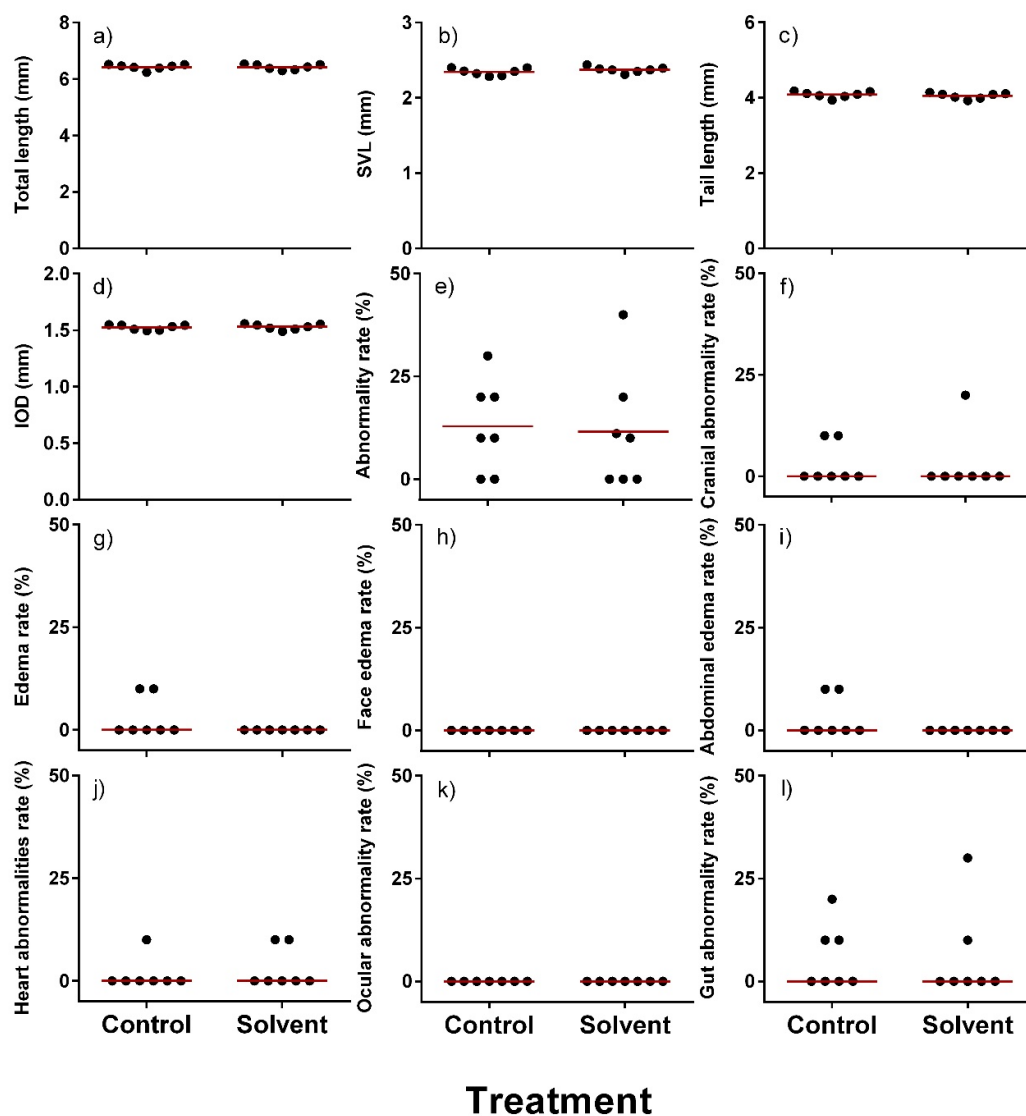 a)
Total length (mm)
8
6
4
2
0
b)
SVL (mm)
3
2
1
0
c)
Tail length (mm)
6
4
2
0
d)
IOD (mm)
2.0
1.5
1.0
0.5
0.0
e)
Abnormality rate (%)
50
25
0
f)
Cranial abnormality rate (%)
50
25
0
g)
Edema rate (%)
50
25
0
h)
Face edema rate (%)
50
25
0
i)
Abdominal edema rate (%)
50
25
0
j)
Heart abnormalities rate (%)
50
25
0
Control Solvent
k)
Ocular abnormality rate (%)
50
25
0
Control Solvent
l)
Gut abnormality rate (%)
50
25
0
Control Solvent
Treatment